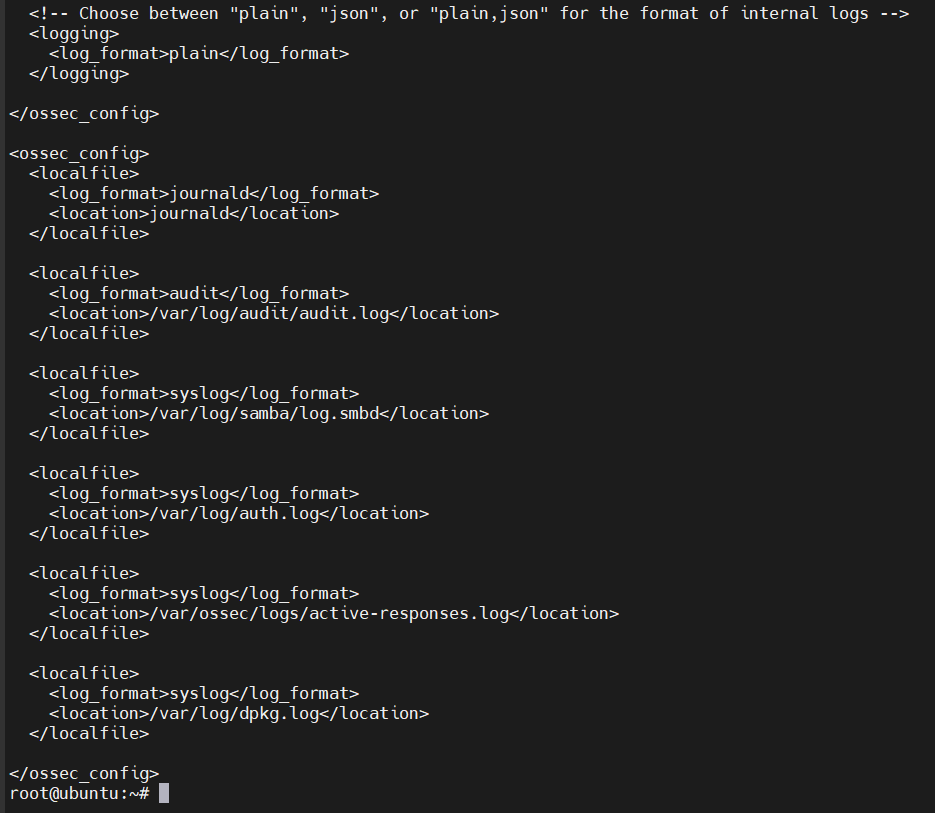 <!-- Choose between "plain", "json", or "plain,json" for the format of internal logs -->
  <logging>
    <log_format>plain</log_format>
  </logging>

</ossec_config>

<ossec_config>
  <localfile>
    <log_format>journald</log_format>
    <location>journald</location>
  </localfile>

  <localfile>
    <log_format>audit</log_format>
    <location>/var/log/audit/audit.log</location>
  </localfile>

  <localfile>
    <log_format>syslog</log_format>
    <location>/var/log/samba/log.smbd</location>
  </localfile>

  <localfile>
    <log_format>syslog</log_format>
    <location>/var/log/auth.log</location>
  </localfile>

  <localfile>
    <log_format>syslog</log_format>
    <location>/var/ossec/logs/active-responses.log</location>
  </localfile>

  <localfile>
    <log_format>syslog</log_format>
    <location>/var/log/dpkg.log</location>
  </localfile>

</ossec_config>
root@ubuntu:~#